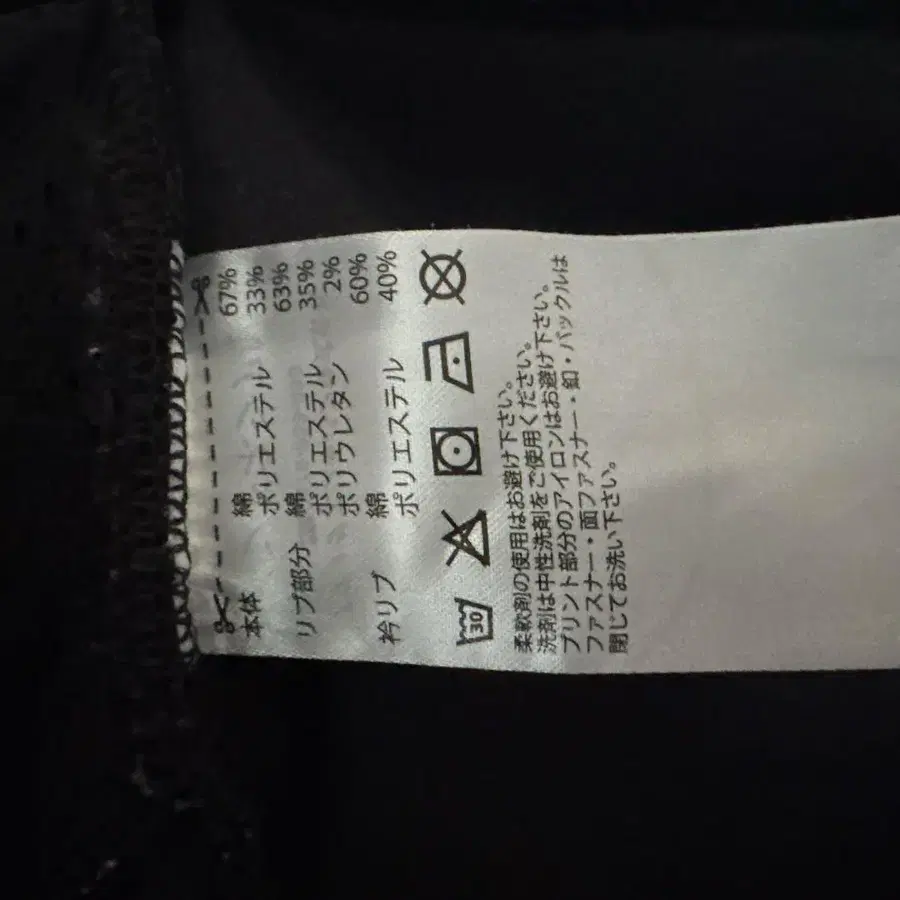 本体 綿 67%
ポリエステル 33%
リブ部分 綿 63%
ポリエステル 35%
ポリウレタン 2%
衿リブ 綿 60%
ポリエステル 40%
30
柔軟剤の使用はお避け下さい。
洗剤は中性洗剤をご使用ください。
プリント部分のアイロンはお避け下さい。
ファスナー・面ファスナー・釦・バックルは
閉じてお洗い下さい。